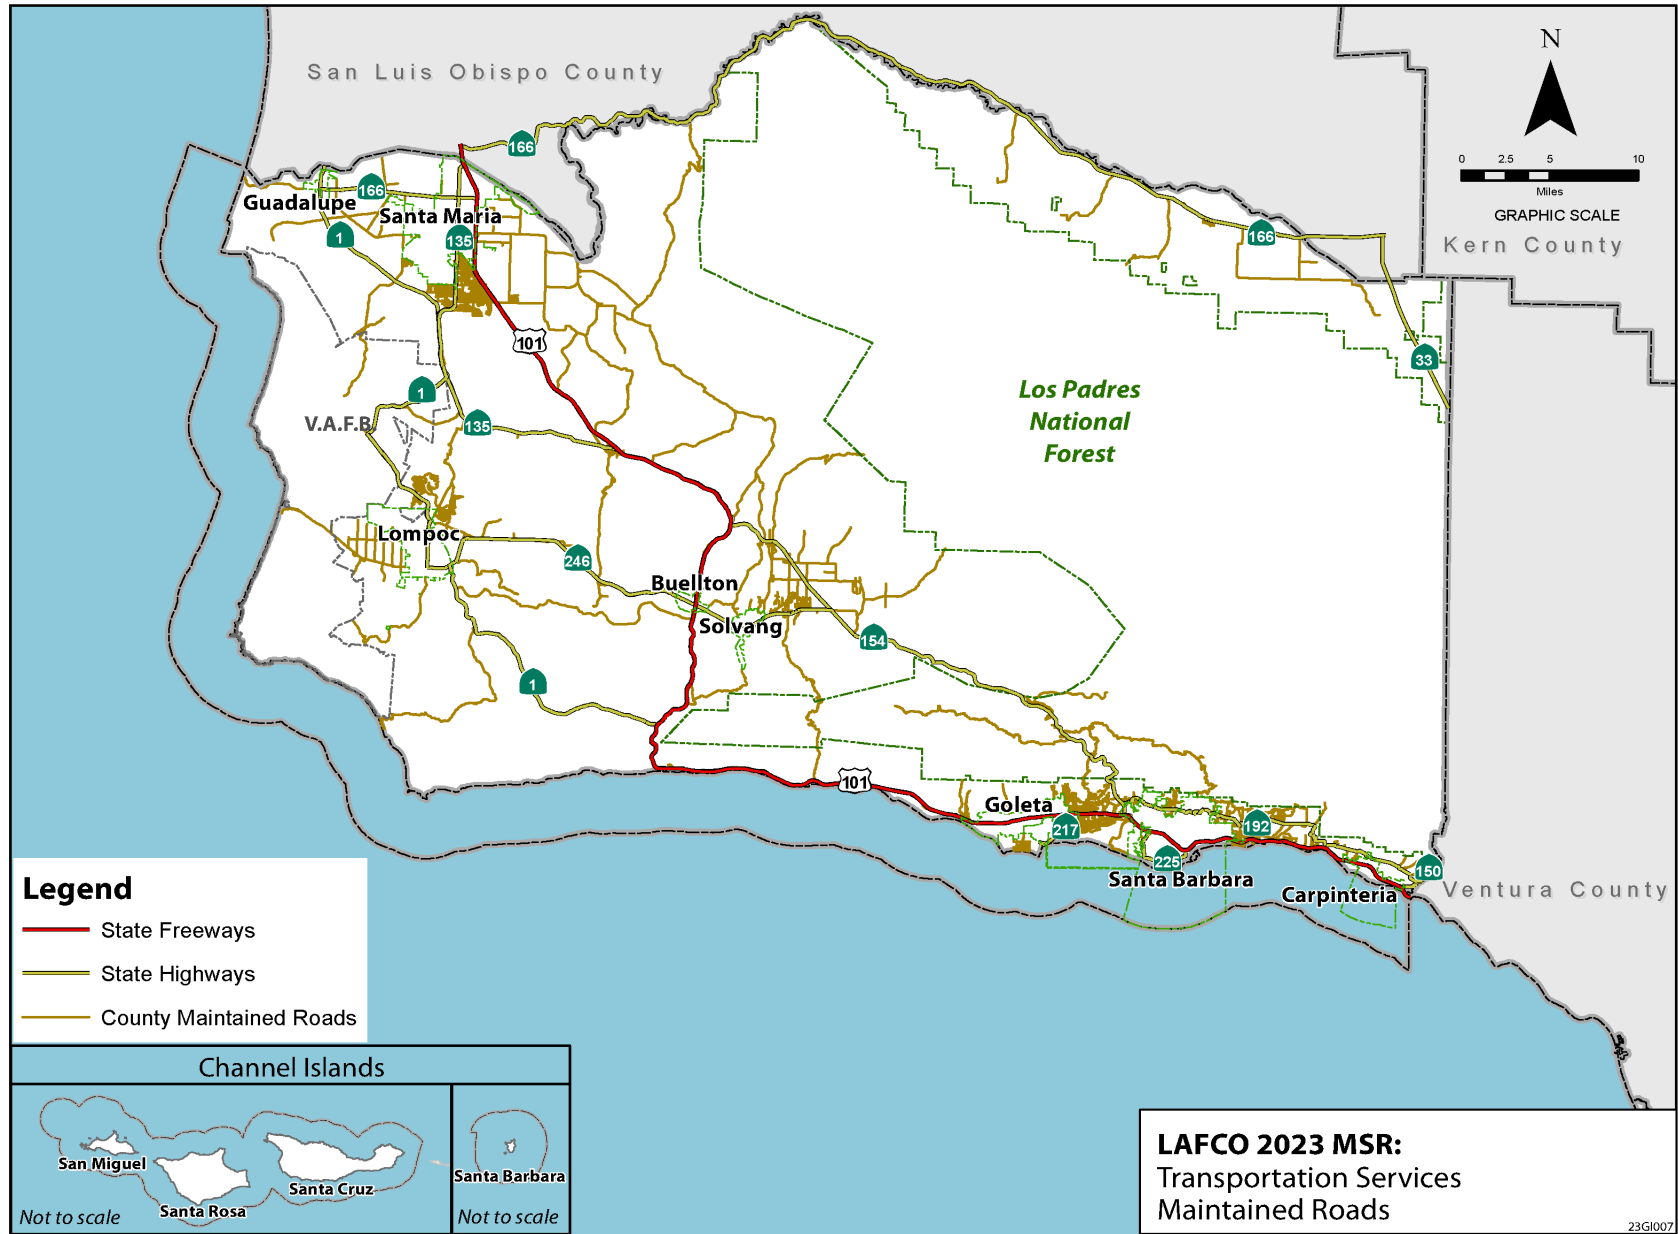 San Luis Obispo County
N
0 2.5 5 10
Miles
GRAPHIC SCALE
Kern County
166
166
Guadalupe
Santa Maria
1
135
166
101
33
Los Padres
National
Forest
1
V.A.F.B.
135
Lompoc
246
Buellton
Solvang
154
1
101
Goleta
217
192
225
150
Santa Barbara
Carpinteria
Ventura County
Legend
State Freeways
State Highways
County Maintained Roads
Channel Islands
San Miguel
Santa Rosa
Santa Cruz
Santa Barbara
Not to scale
Not to scale
LAFCO 2023 MSR:
Transportation Services
Maintained Roads
23GI007